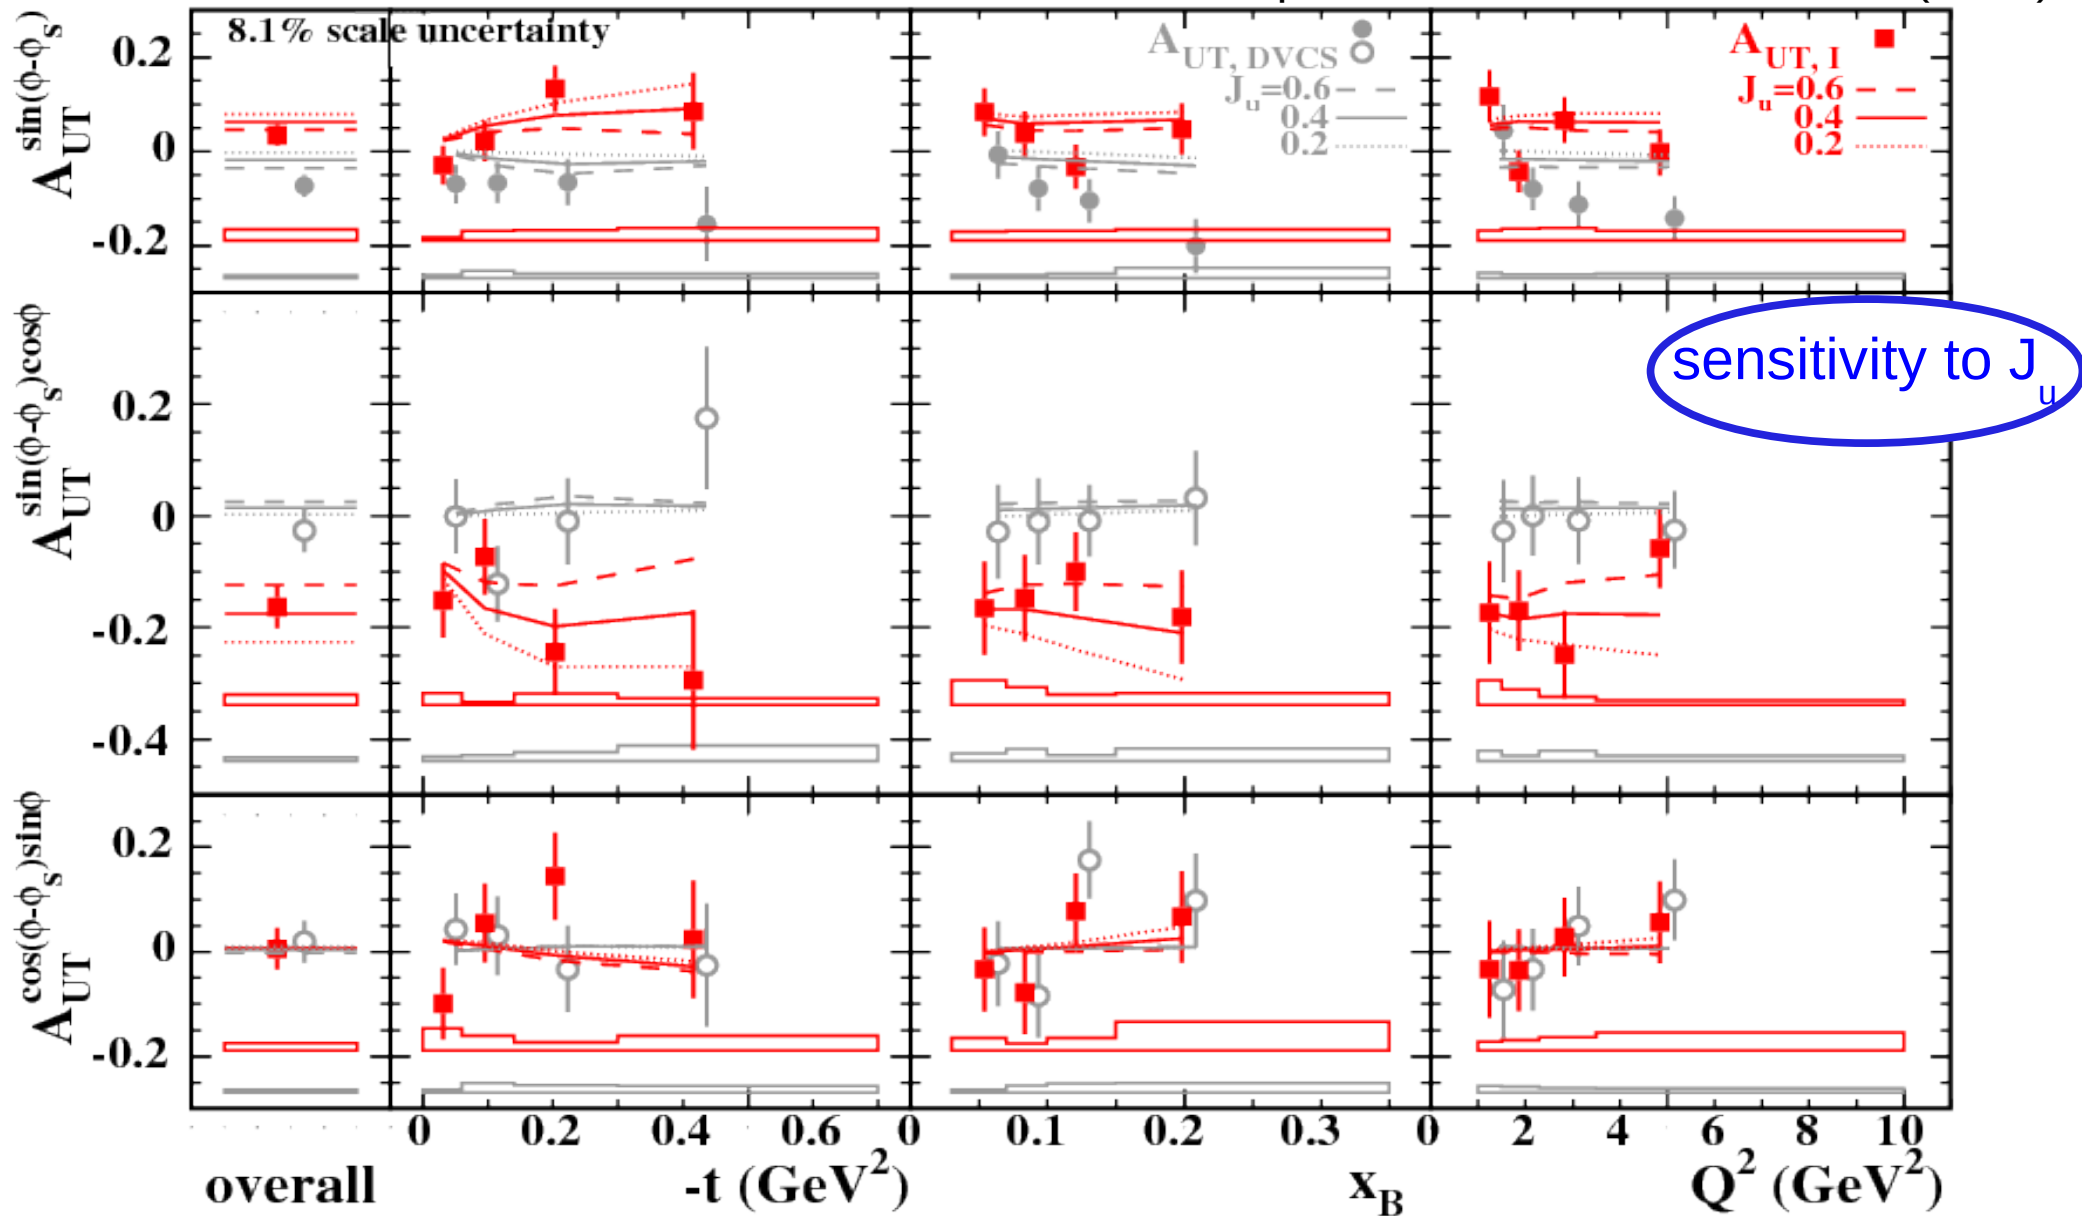 8.1% scale uncertainty
A UT, DVCS
J_u=0.6
0.4
0.2
A UT, I
J_u=0.6
0.4
0.2
A_UT^sin(φ-φ_s)
0.2
0
-0.2
sensitivity to J_u
A_UT^sin(φ-φ_s)cosφ
0.2
0
-0.2
-0.4
A_UT^cos(φ-φ_s)sinφ
0.2
0
-0.2
0 0.2 0.4 0.6 0 0.1 0.2 0.3 0 2 4 6 8 10
overall -t (GeV²) x_B Q² (GeV²)